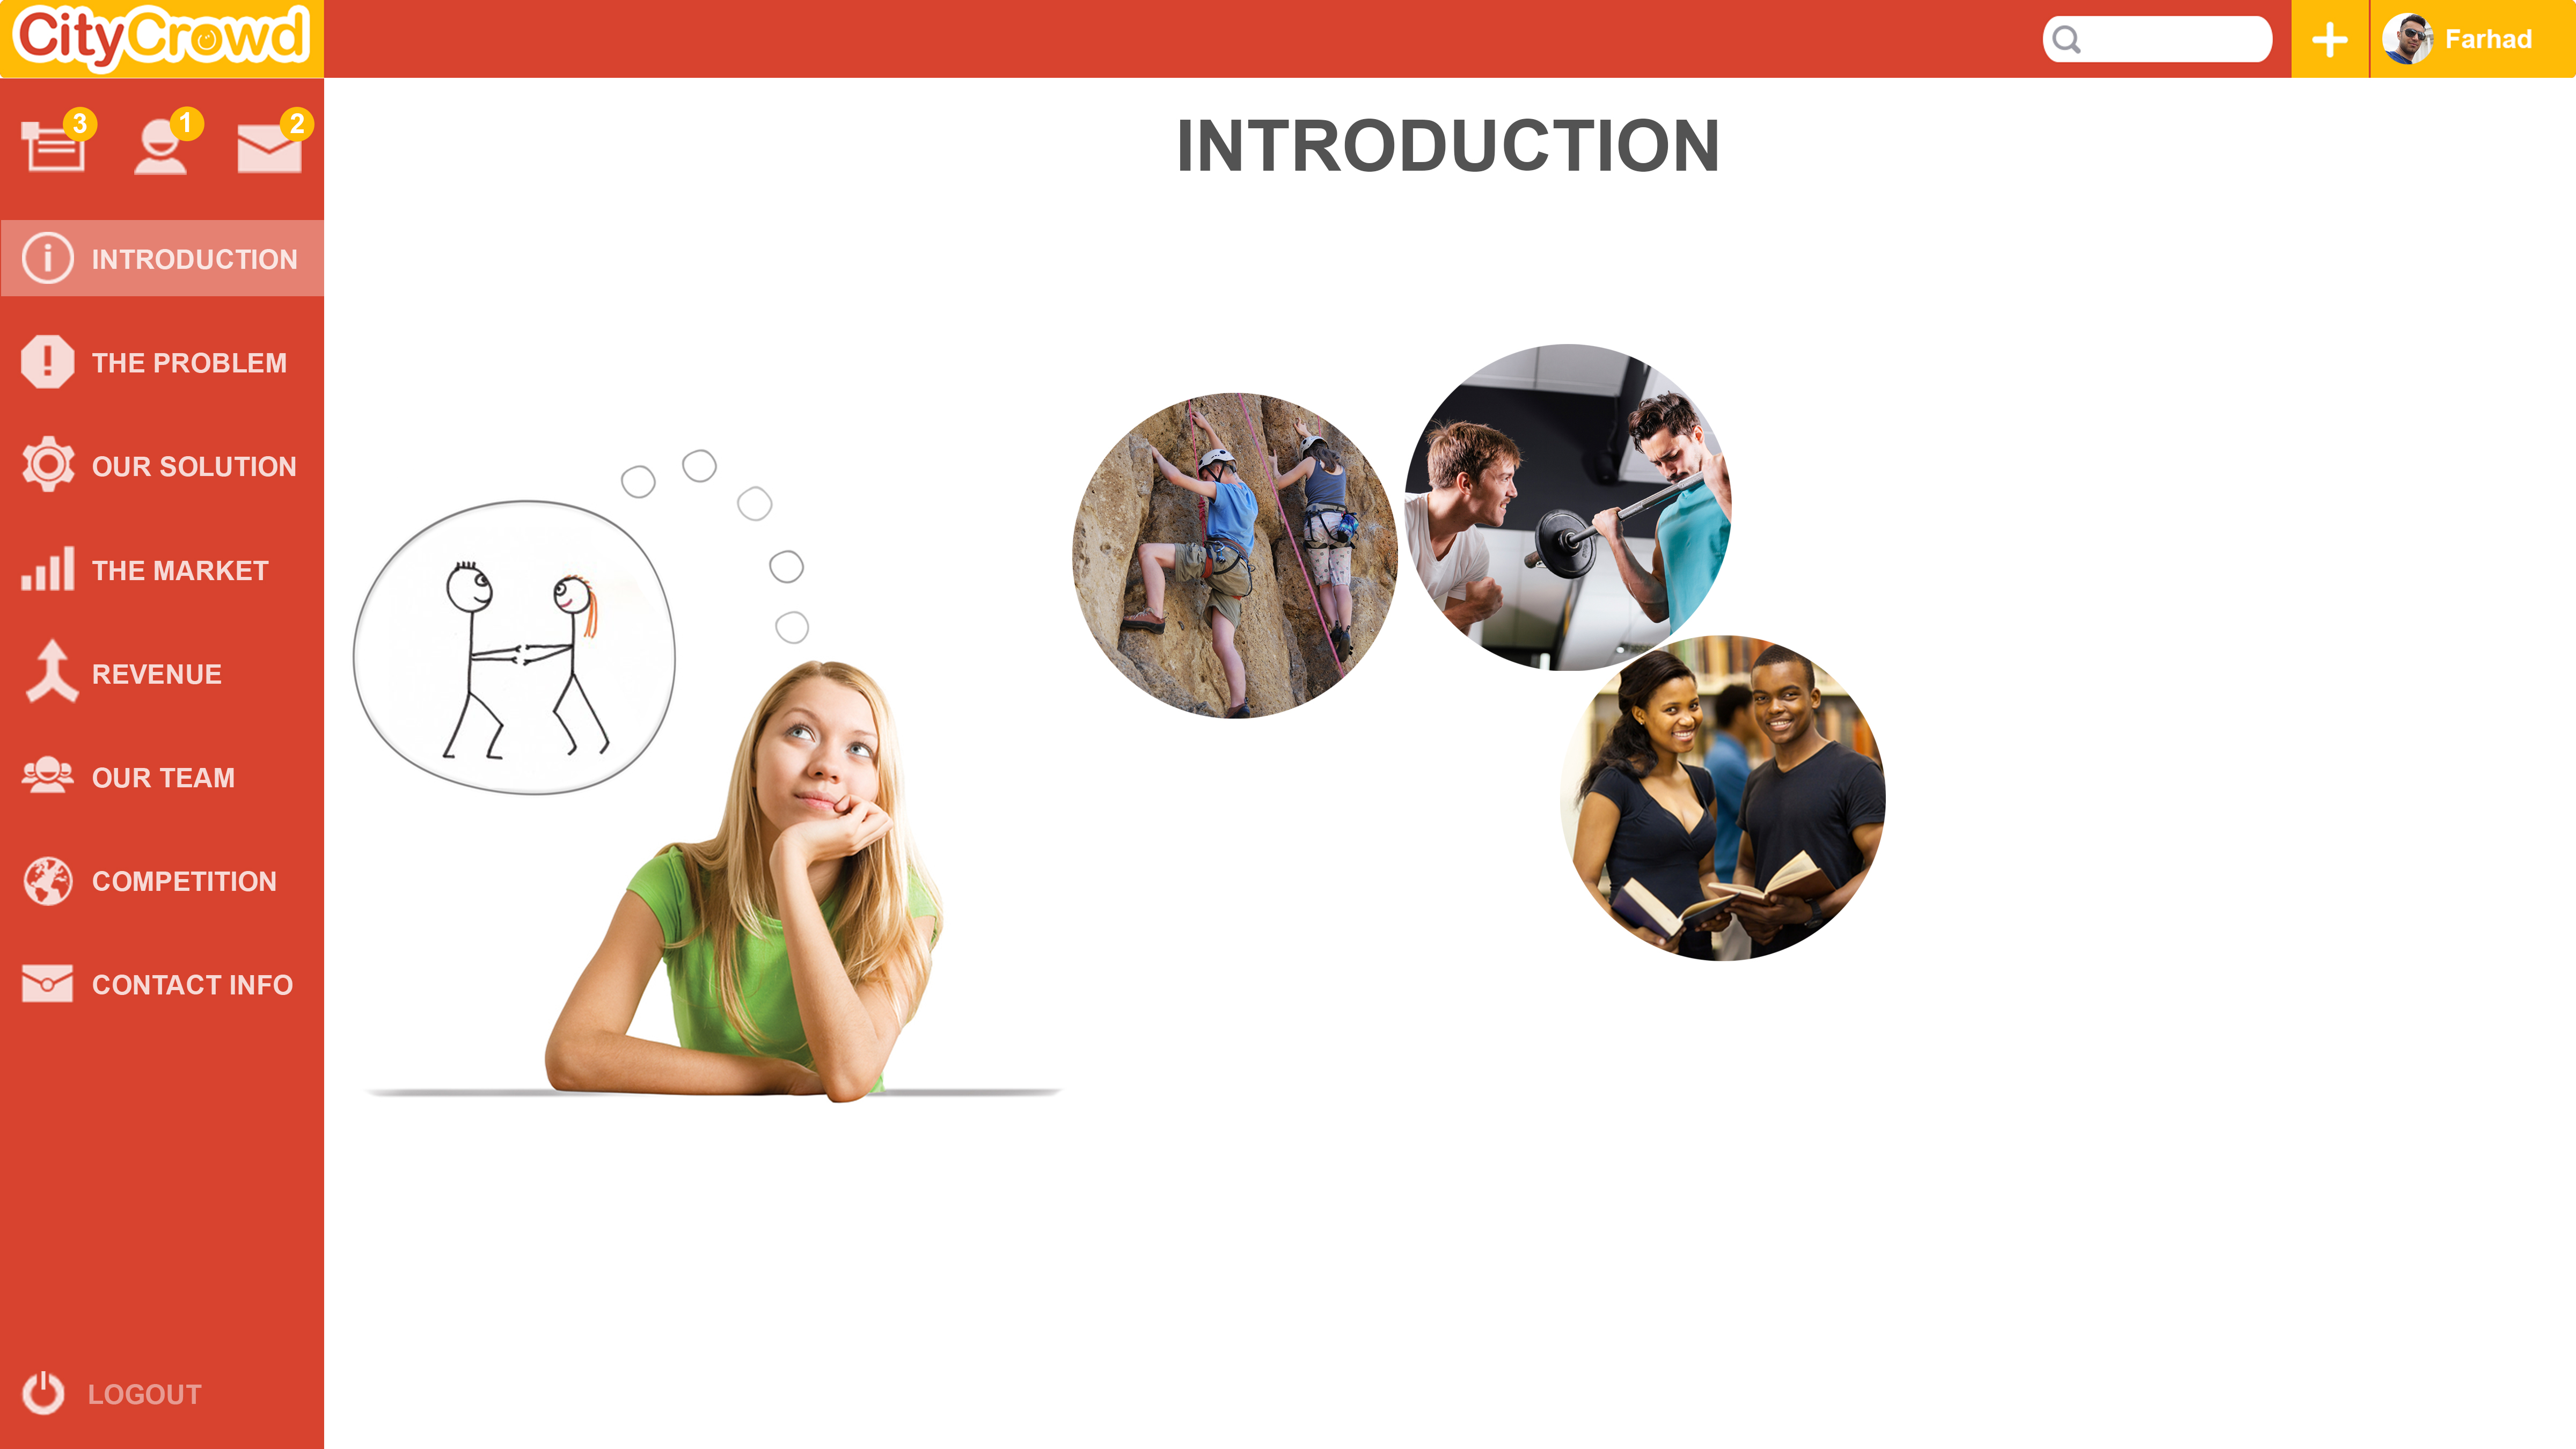 CityCrowd
Farhad
3
1
2
INTRODUCTION
INTRODUCTION
THE PROBLEM
OUR SOLUTION
THE MARKET
REVENUE
OUR TEAM
COMPETITION
CONTACT INFO
LOGOUT